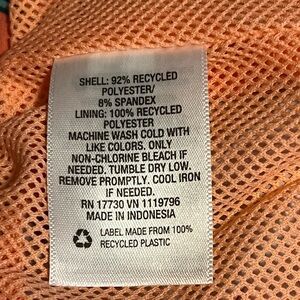 SHELL: 92% RECYCLED
POLYESTER/
8% SPANDEX
LINING: 100% RECYCLED
POLYESTER
MACHINE WASH COLD WITH
LIKE COLORS. ONLY
NON-CHLORINE BLEACH IF
NEEDED. TUMBLE DRY LOW.
REMOVE PROMPTLY. COOL IRON
IF NEEDED.
RN 17730 VN 1119796
MADE IN INDONESIA
LABEL MADE FROM 100%
RECYCLED PLASTIC